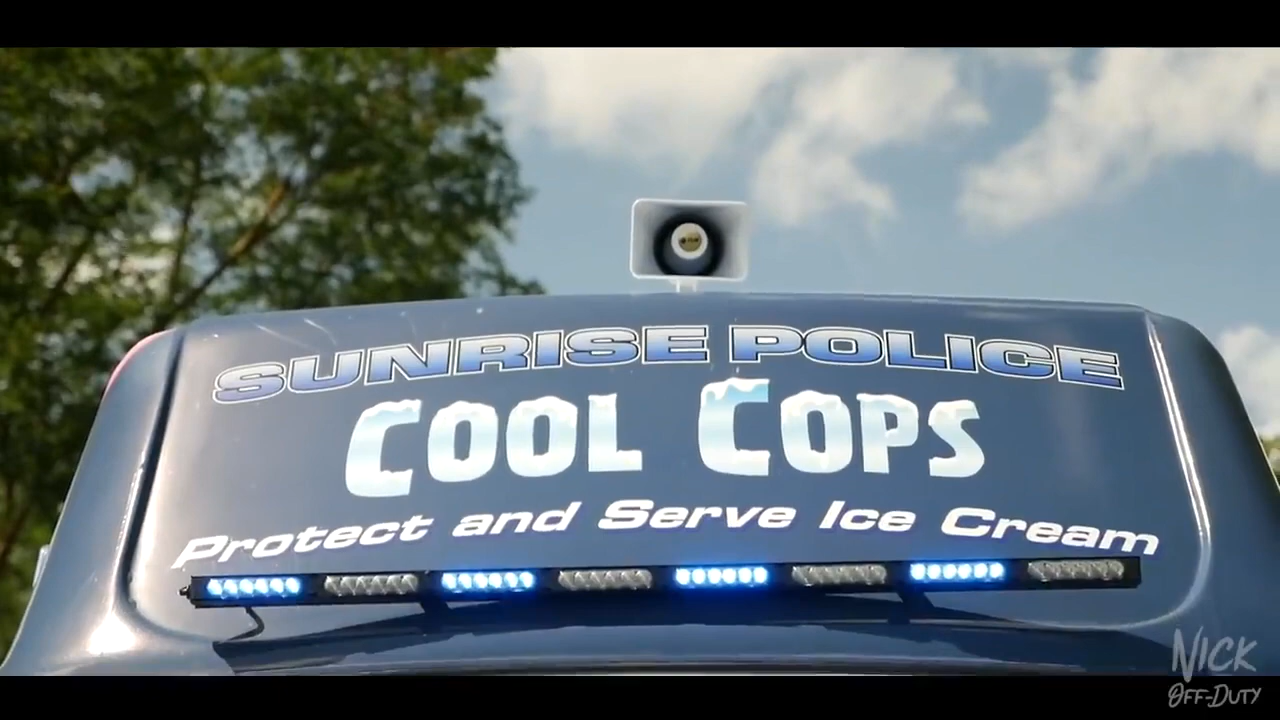 SUNRISE POLICE
COOL COPS
Protect and Serve Ice Cream
NICK
OFF-DUTY